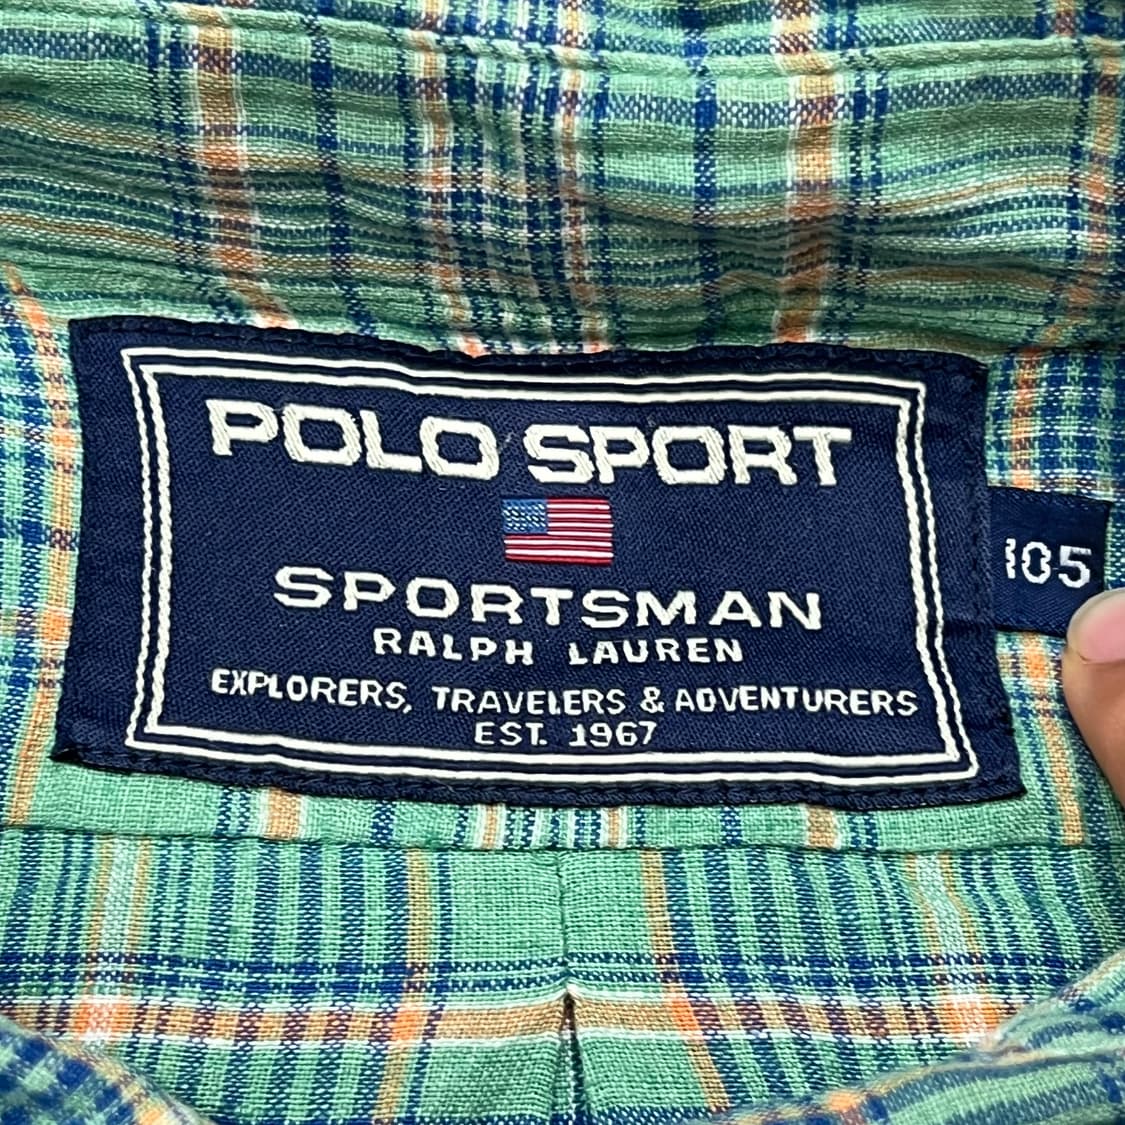 POLO SPORT
SPORTSMAN
RALPH LAUREN
EXPLORERS, TRAVELERS & ADVENTURERS
EST. 1967
105